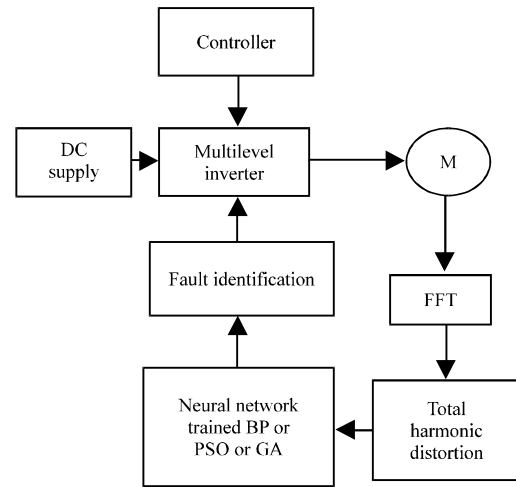 Controller
DC
supply
Multilevel
inverter
M
Fault identification
FFT
Neural network
trained BP or
PSO or GA
Total
harmonic
distortion